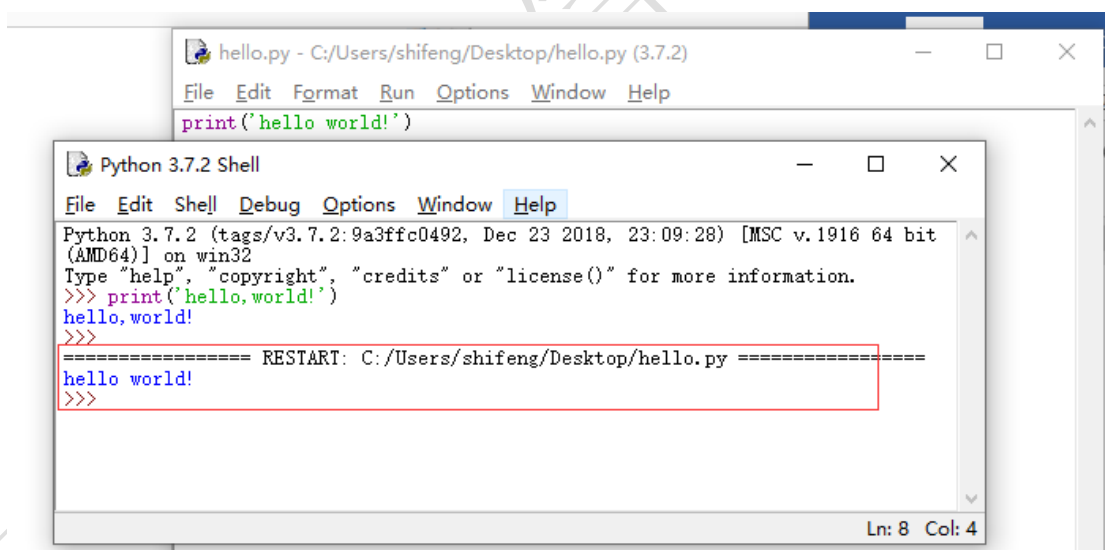 hello.py - C:/Users/shifeng/Desktop/hello.py (3.7.2)
File Edit Format Run Options Window Help
print('hello world!')
Python 3.7.2 Shell
File Edit Shell Debug Options Window Help
Python 3.7.2 (tags/v3.7.2:9a3ffc0492, Dec 23 2018, 23:09:28) [MSC v.1916 64 bit
(AMD64)] on win32
Type "help", "copyright", "credits" or "license()" for more information.
>>> print('hello,world!')
hello,world!
>>>
================= RESTART: C:/Users/shifeng/Desktop/hello.py =================
hello world!
>>>
Ln: 8 Col: 4